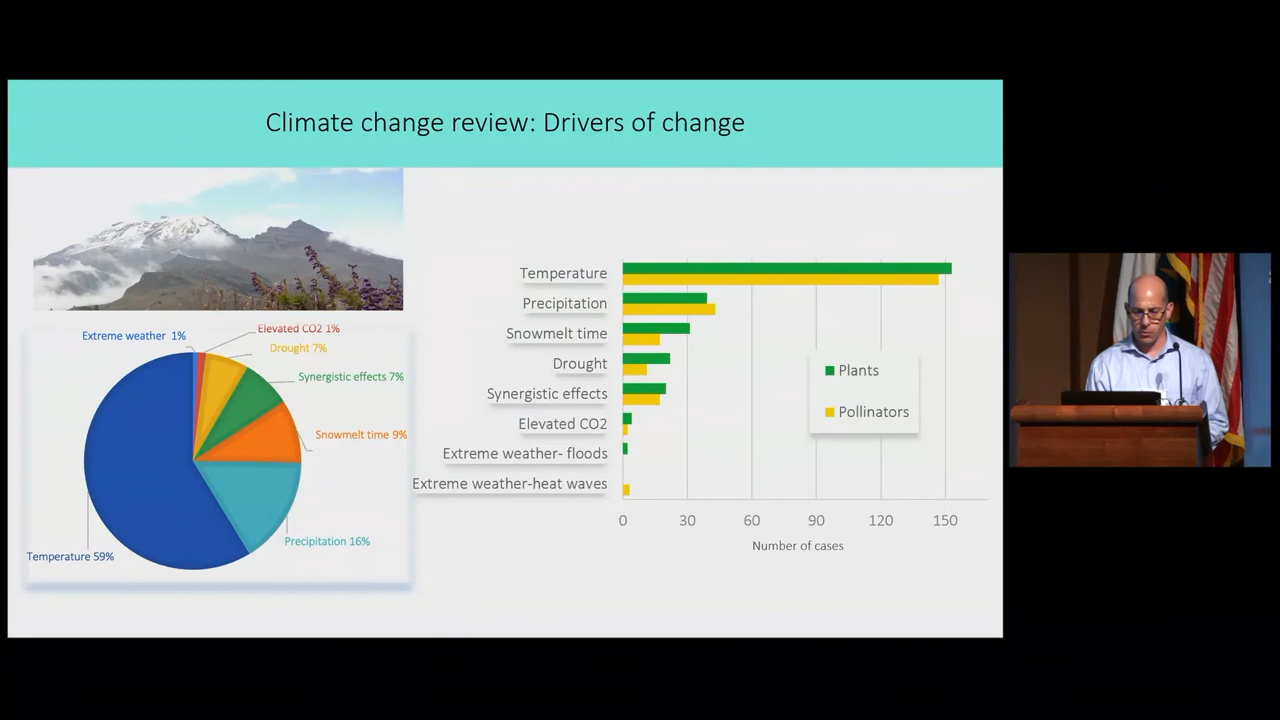 Climate change review: Drivers of change
Extreme weather 1%
Elevated CO2 1%
Drought 7%
Synergistic effects 7%
Snowmelt time 9%
Precipitation 16%
Temperature 59%
Temperature
Precipitation
Snowmelt time
Drought
Synergistic effects
Elevated CO2
Extreme weather- floods
Extreme weather-heat waves
0 30 60 90 120 150
Number of cases
Plants
Pollinators